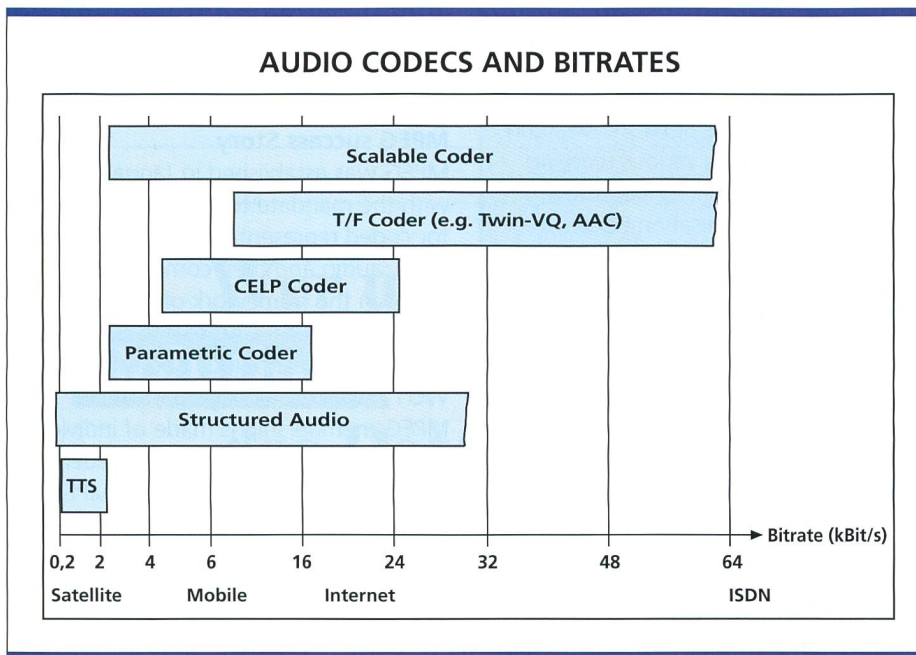 AUDIO CODECS AND BITRATES
Scalable Coder
T/F Coder (e.g. Twin-VQ, AAC)
CELP Coder
Parametric Coder
Structured Audio
TTS
Bitrate (kBit/s)
0,2 2 4 6 16 24 32 48 64
Satellite Mobile Internet ISDN